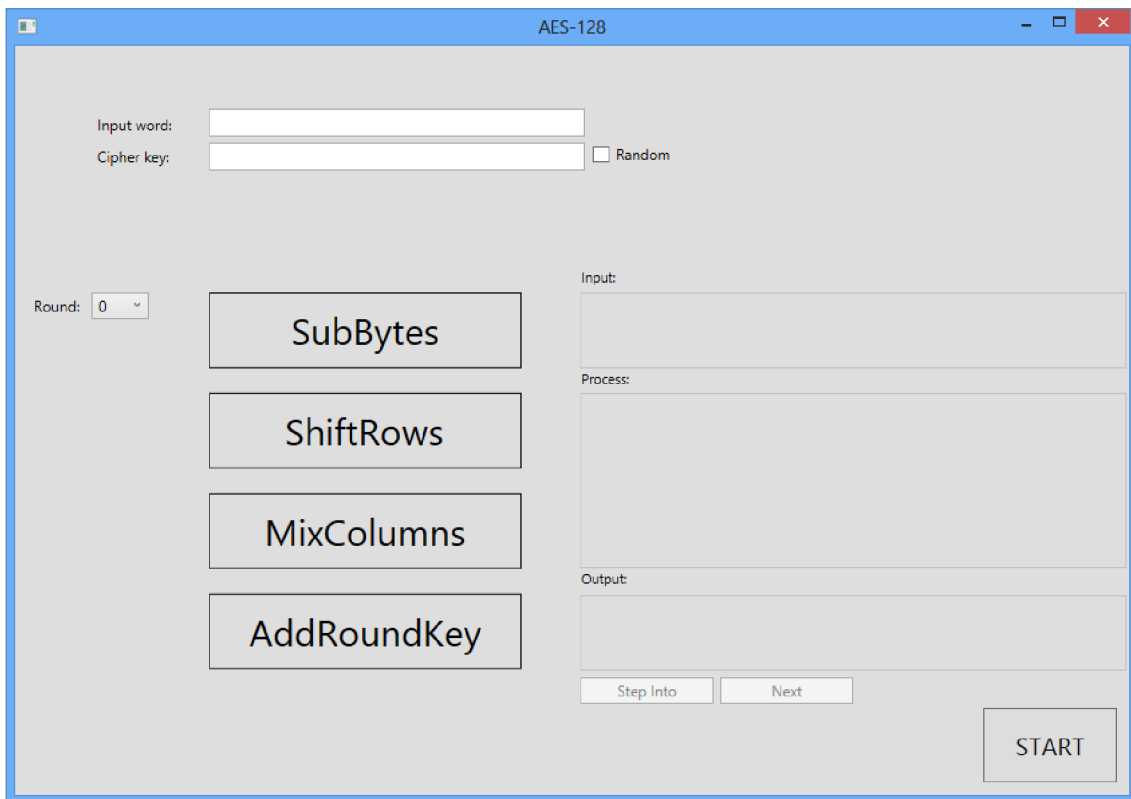 AES-128
Input word:
Cipher key:
Random
Round: 0
SubBytes
ShiftRows
MixColumns
AddRoundKey
Input:
Process:
Output:
Step Into Next
START